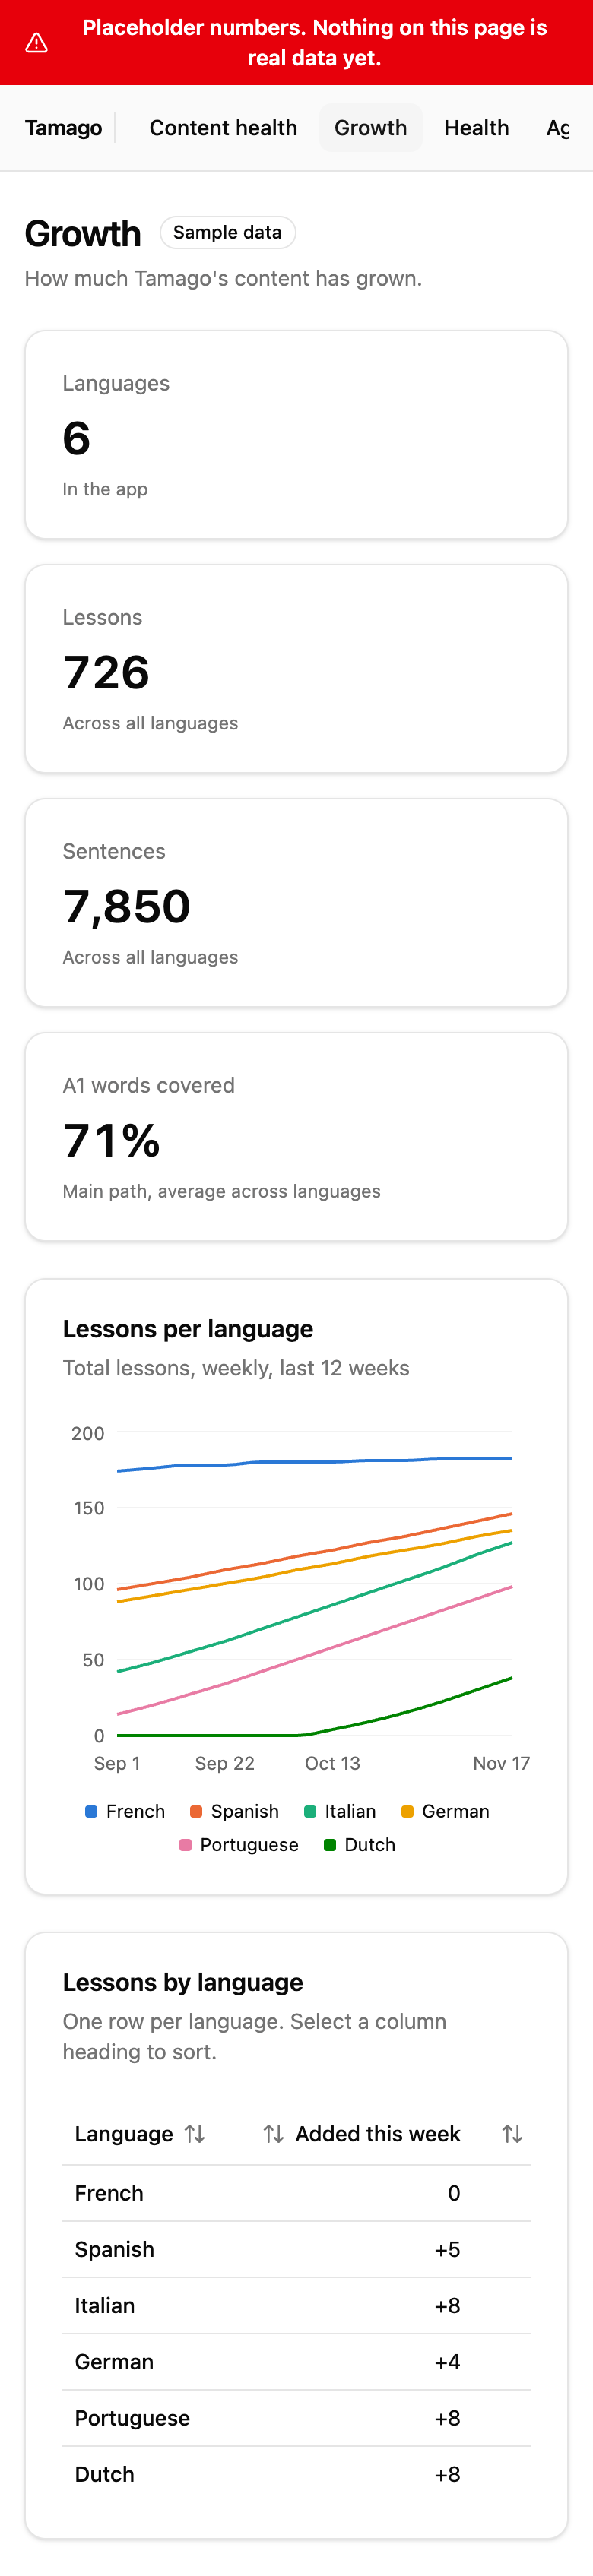 Placeholder numbers. Nothing on this page is
real data yet.
Tamago Content health Growth Health Ag
Growth Sample data
How much Tamago's content has grown.
Languages
6
In the app
Lessons
726
Across all languages
Sentences
7,850
Across all languages
A1 words covered
71%
Main path, average across languages
Lessons per language
Total lessons, weekly, last 12 weeks
200
150
100
50
0
Sep 1 Sep 22 Oct 13 Nov 17
French Spanish Italian German
Portuguese Dutch
Lessons by language
One row per language. Select a column
heading to sort.
Language Added this week
French 0
Spanish +5
Italian +8
German +4
Portuguese +8
Dutch +8